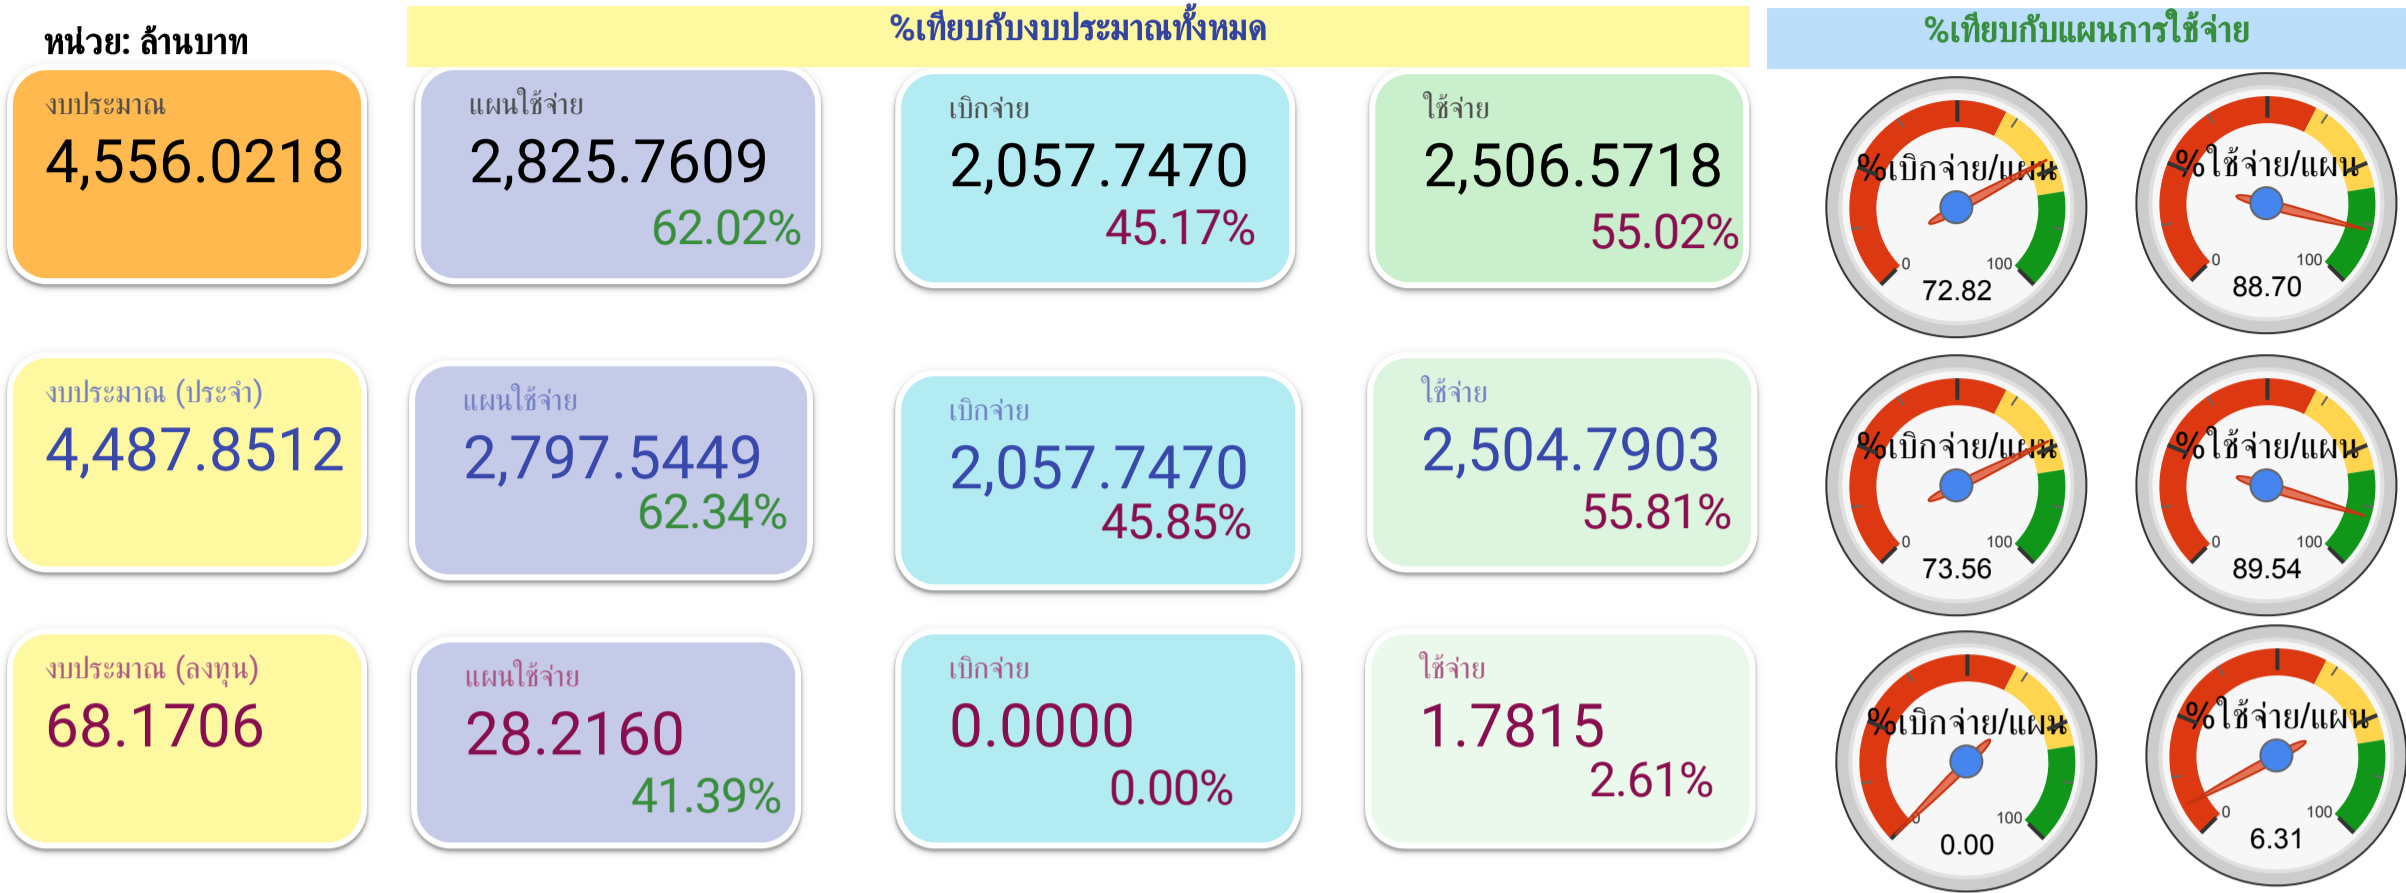 หน่วย: ล้านบาท
%เทียบกับงบประมาณทั้งหมด
%เทียบกับแผนการใช้จ่าย
งบประมาณ
4,556.0218
แผนใช้จ่าย
2,825.7609
62.02%
เบิกจ่าย
2,057.7470
45.17%
ใช้จ่าย
2,506.5718
55.02%
%เบิกจ่าย/แผน
0 100
72.82
%ใช้จ่าย/แผน
0 100
88.70
งบประมาณ (ประจำ)
4,487.8512
แผนใช้จ่าย
2,797.5449
62.34%
เบิกจ่าย
2,057.7470
45.85%
ใช้จ่าย
2,504.7903
55.81%
%เบิกจ่าย/แผน
0 100
73.56
%ใช้จ่าย/แผน
0 100
89.54
งบประมาณ (ลงทุน)
68.1706
แผนใช้จ่าย
28.2160
41.39%
เบิกจ่าย
0.0000
0.00%
ใช้จ่าย
1.7815
2.61%
%เบิกจ่าย/แผน
0 100
0.00
%ใช้จ่าย/แผน
0 100
6.31